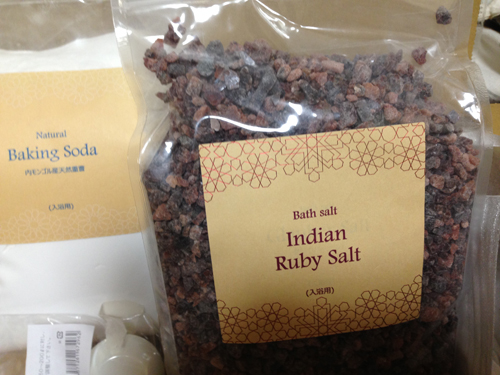 Natural
Baking Soda
内モンゴル産天然重曹
(入浴用)
Bath salt
Indian
Ruby Salt
(入浴用)